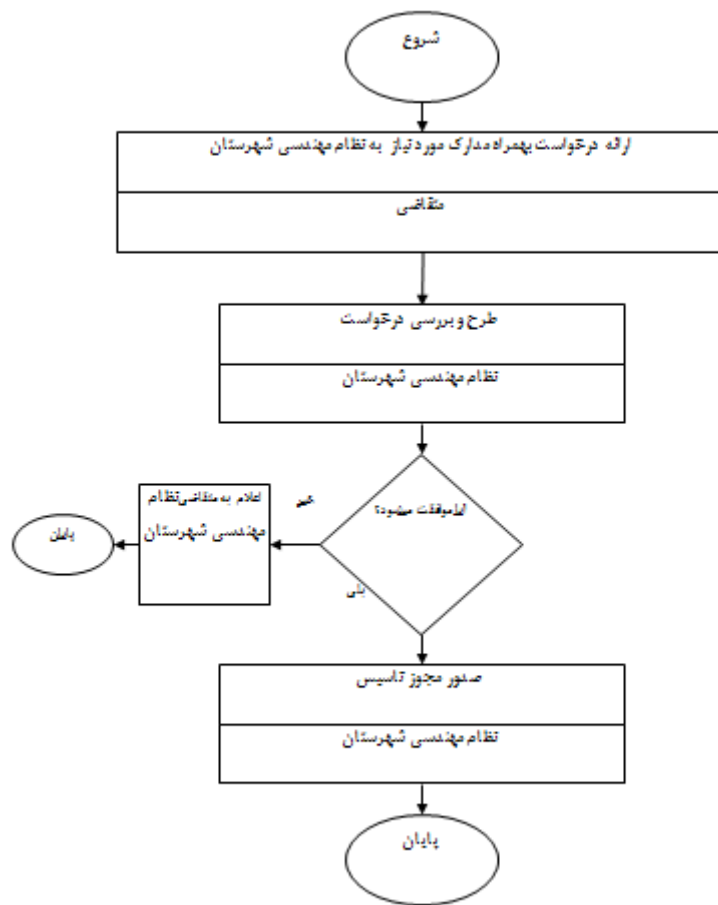 شروع
ارائه درخواست بهمراه مدارک مورد نیاز به نظام مهندسی شهرستان
متقاضی
طرح و بررسی درخواست
نظام مهندسی شهرستان
ایا موافقت میشود؟
خیر
اعلام به متقاضی نظام
مهندسی شهرستان
پایان
بلی
صدور مجوز تاسیس
نظام مهندسی شهرستان
پایان